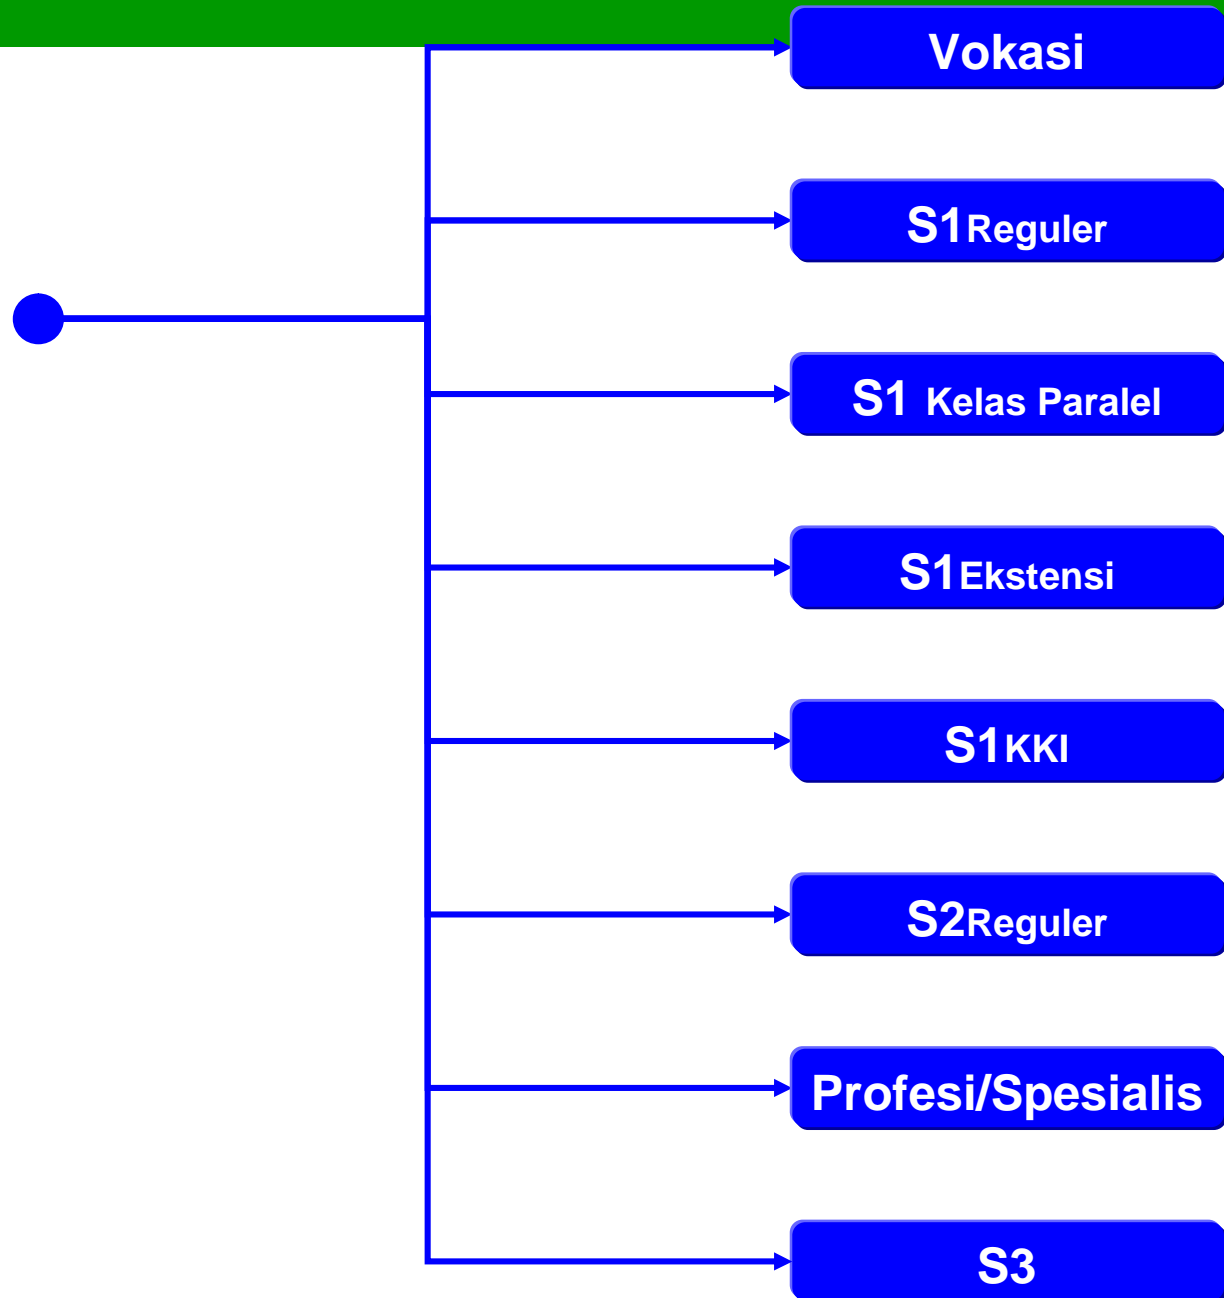 Vokasi
S1Reguler
S1 Kelas Paralel
S1Ekstensi
S1KKI
S2Reguler
Profesi/Spesialis
S3